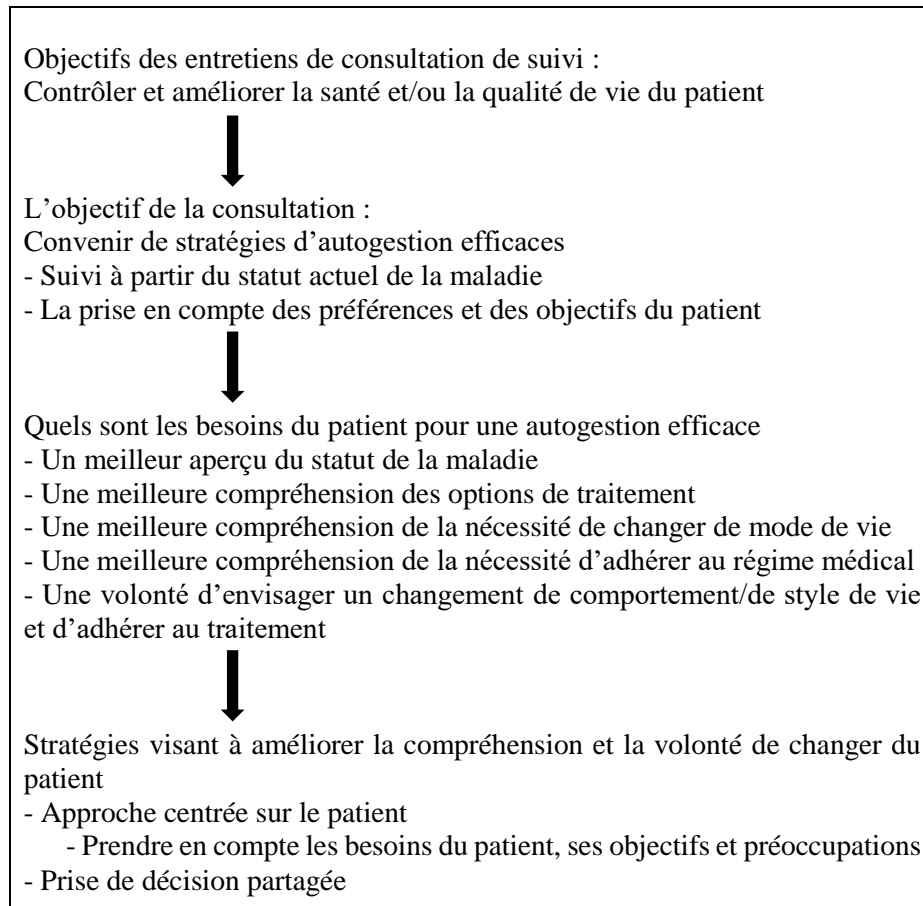 Objectifs des entretiens de consultation de suivi :
Contrôler et améliorer la santé et/ou la qualité de vie du patient
L’objectif de la consultation :
Convenir de stratégies d’autogestion efficaces
- Suivi à partir du statut actuel de la maladie
- La prise en compte des préférences et des objectifs du patient
Quels sont les besoins du patient pour une autogestion efficace
- Un meilleur aperçu du statut de la maladie
- Une meilleure compréhension des options de traitement
- Une meilleure compréhension de la nécessité de changer de mode de vie
- Une meilleure compréhension de la nécessité d’adhérer au régime médical
- Une volonté d’envisager un changement de comportement/de style de vie
et d’adhérer au traitement
Stratégies visant à améliorer la compréhension et la volonté de changer du
patient
- Approche centrée sur le patient
- Prendre en compte les besoins du patient, ses objectifs et préoccupations
- Prise de décision partagée